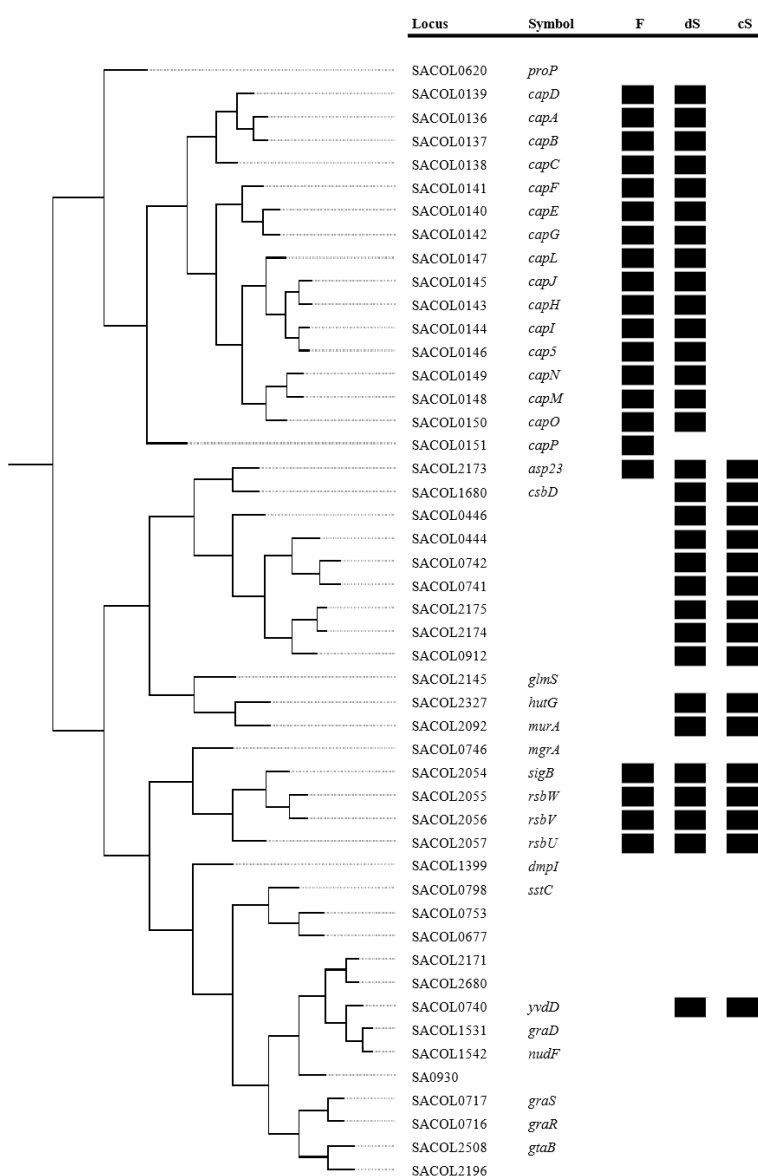 Locus Symbol F dS cS
SACOL0620 proP
SACOL0139 capD
SACOL0136 capA
SACOL0137 capB
SACOL0138 capC
SACOL0141 capF
SACOL0140 capE
SACOL0142 capG
SACOL0147 capL
SACOL0145 capJ
SACOL0143 capH
SACOL0144 capI
SACOL0146 cap5
SACOL0149 capN
SACOL0148 capM
SACOL0150 capO
SACOL0151 capP
SACOL2173 asp23
SACOL1680 csbD
SACOL0446
SACOL0444
SACOL0742
SACOL0741
SACOL2175
SACOL2174
SACOL0912
SACOL2145 glmS
SACOL2327 hutG
SACOL2092 murA
SACOL0746 mgrA
SACOL2054 sigB
SACOL2055 rsbW
SACOL2056 rsbV
SACOL2057 rsbU
SACOL1399 dmpI
SACOL0798 sstC
SACOL0753
SACOL0677
SACOL2171
SACOL2680
SACOL0740 yvdD
SACOL1531 graD
SACOL1542 nudF
SA0930
SACOL0717 graS
SACOL0716 graR
SACOL2508 gtaB
SACOL2196